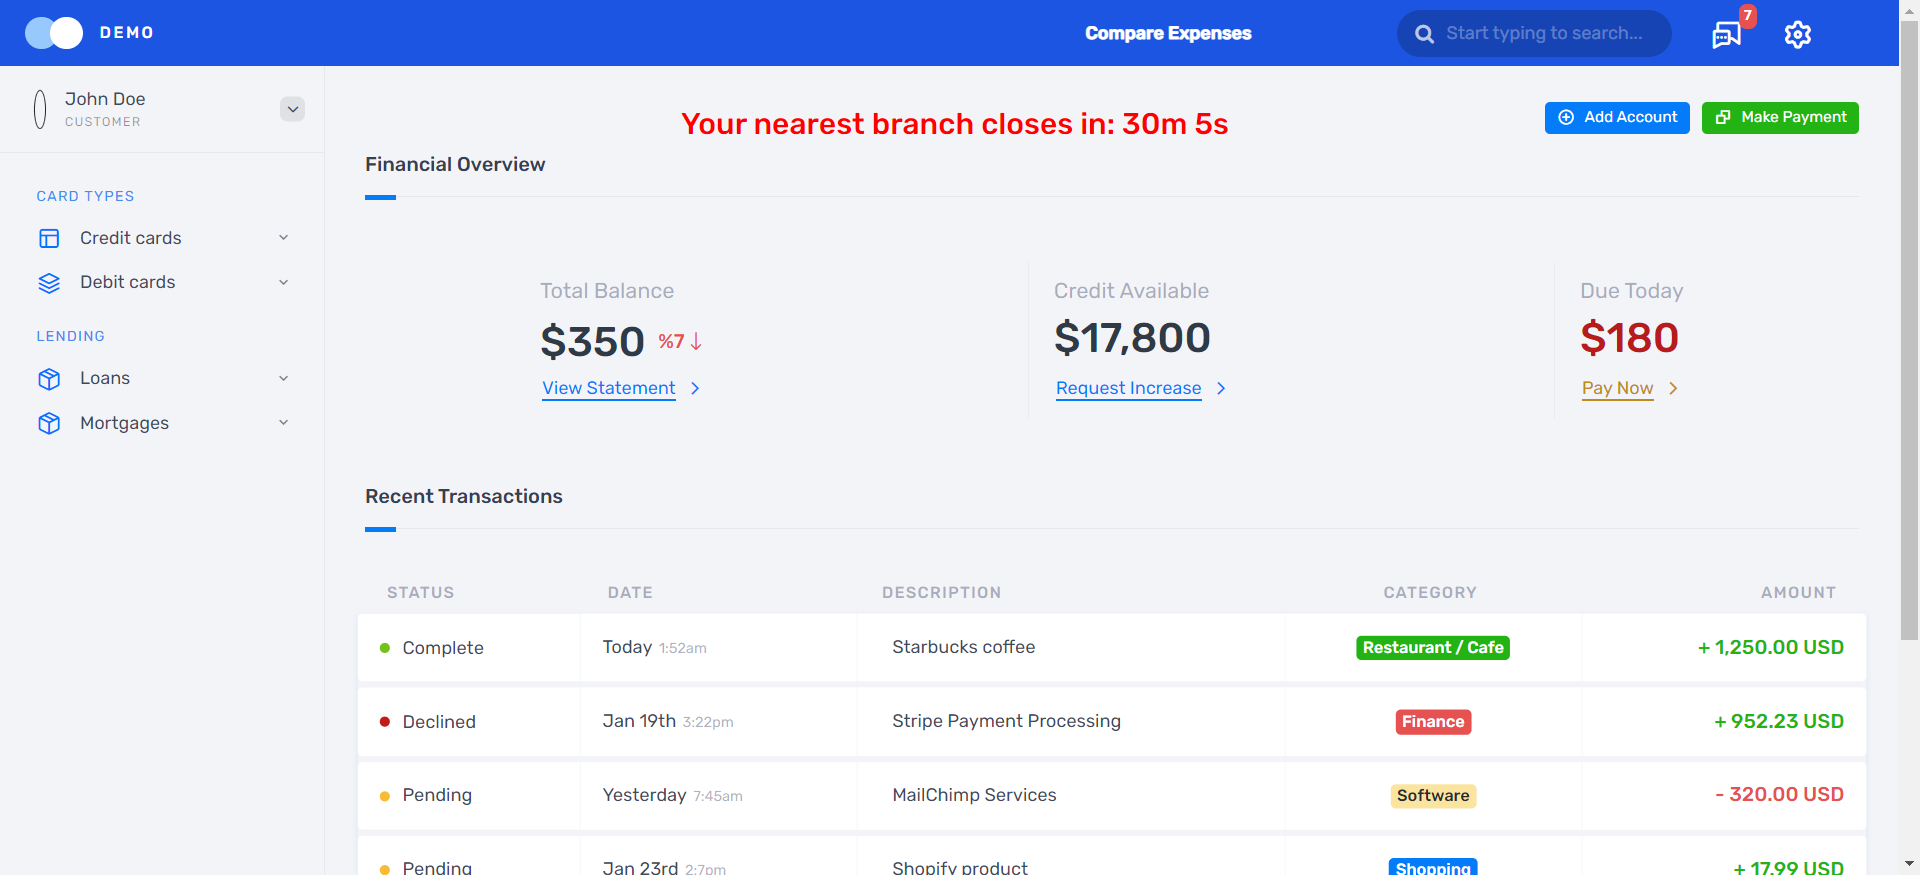 DEMO
Compare Expenses
Start typing to search...
7
John Doe
CUSTOMER
Your nearest branch closes in: 30m 5s
Add Account
Make Payment
Financial Overview
CARD TYPES
Credit cards
Debit cards
LENDING
Loans
Mortgages
Total Balance
$350 %7
View Statement
Credit Available
$17,800
Request Increase
Due Today
$180
Pay Now
Recent Transactions
STATUS DATE DESCRIPTION CATEGORY AMOUNT
Complete Today 1:52am Starbucks coffee Restaurant / Cafe + 1,250.00 USD
Declined Jan 19th 3:22pm Stripe Payment Processing Finance + 952.23 USD
Pending Yesterday 7:45am MailChimp Services Software - 320.00 USD
Pending Jan 23rd 2:7pm Shopify product Shopping + 17.99 USD